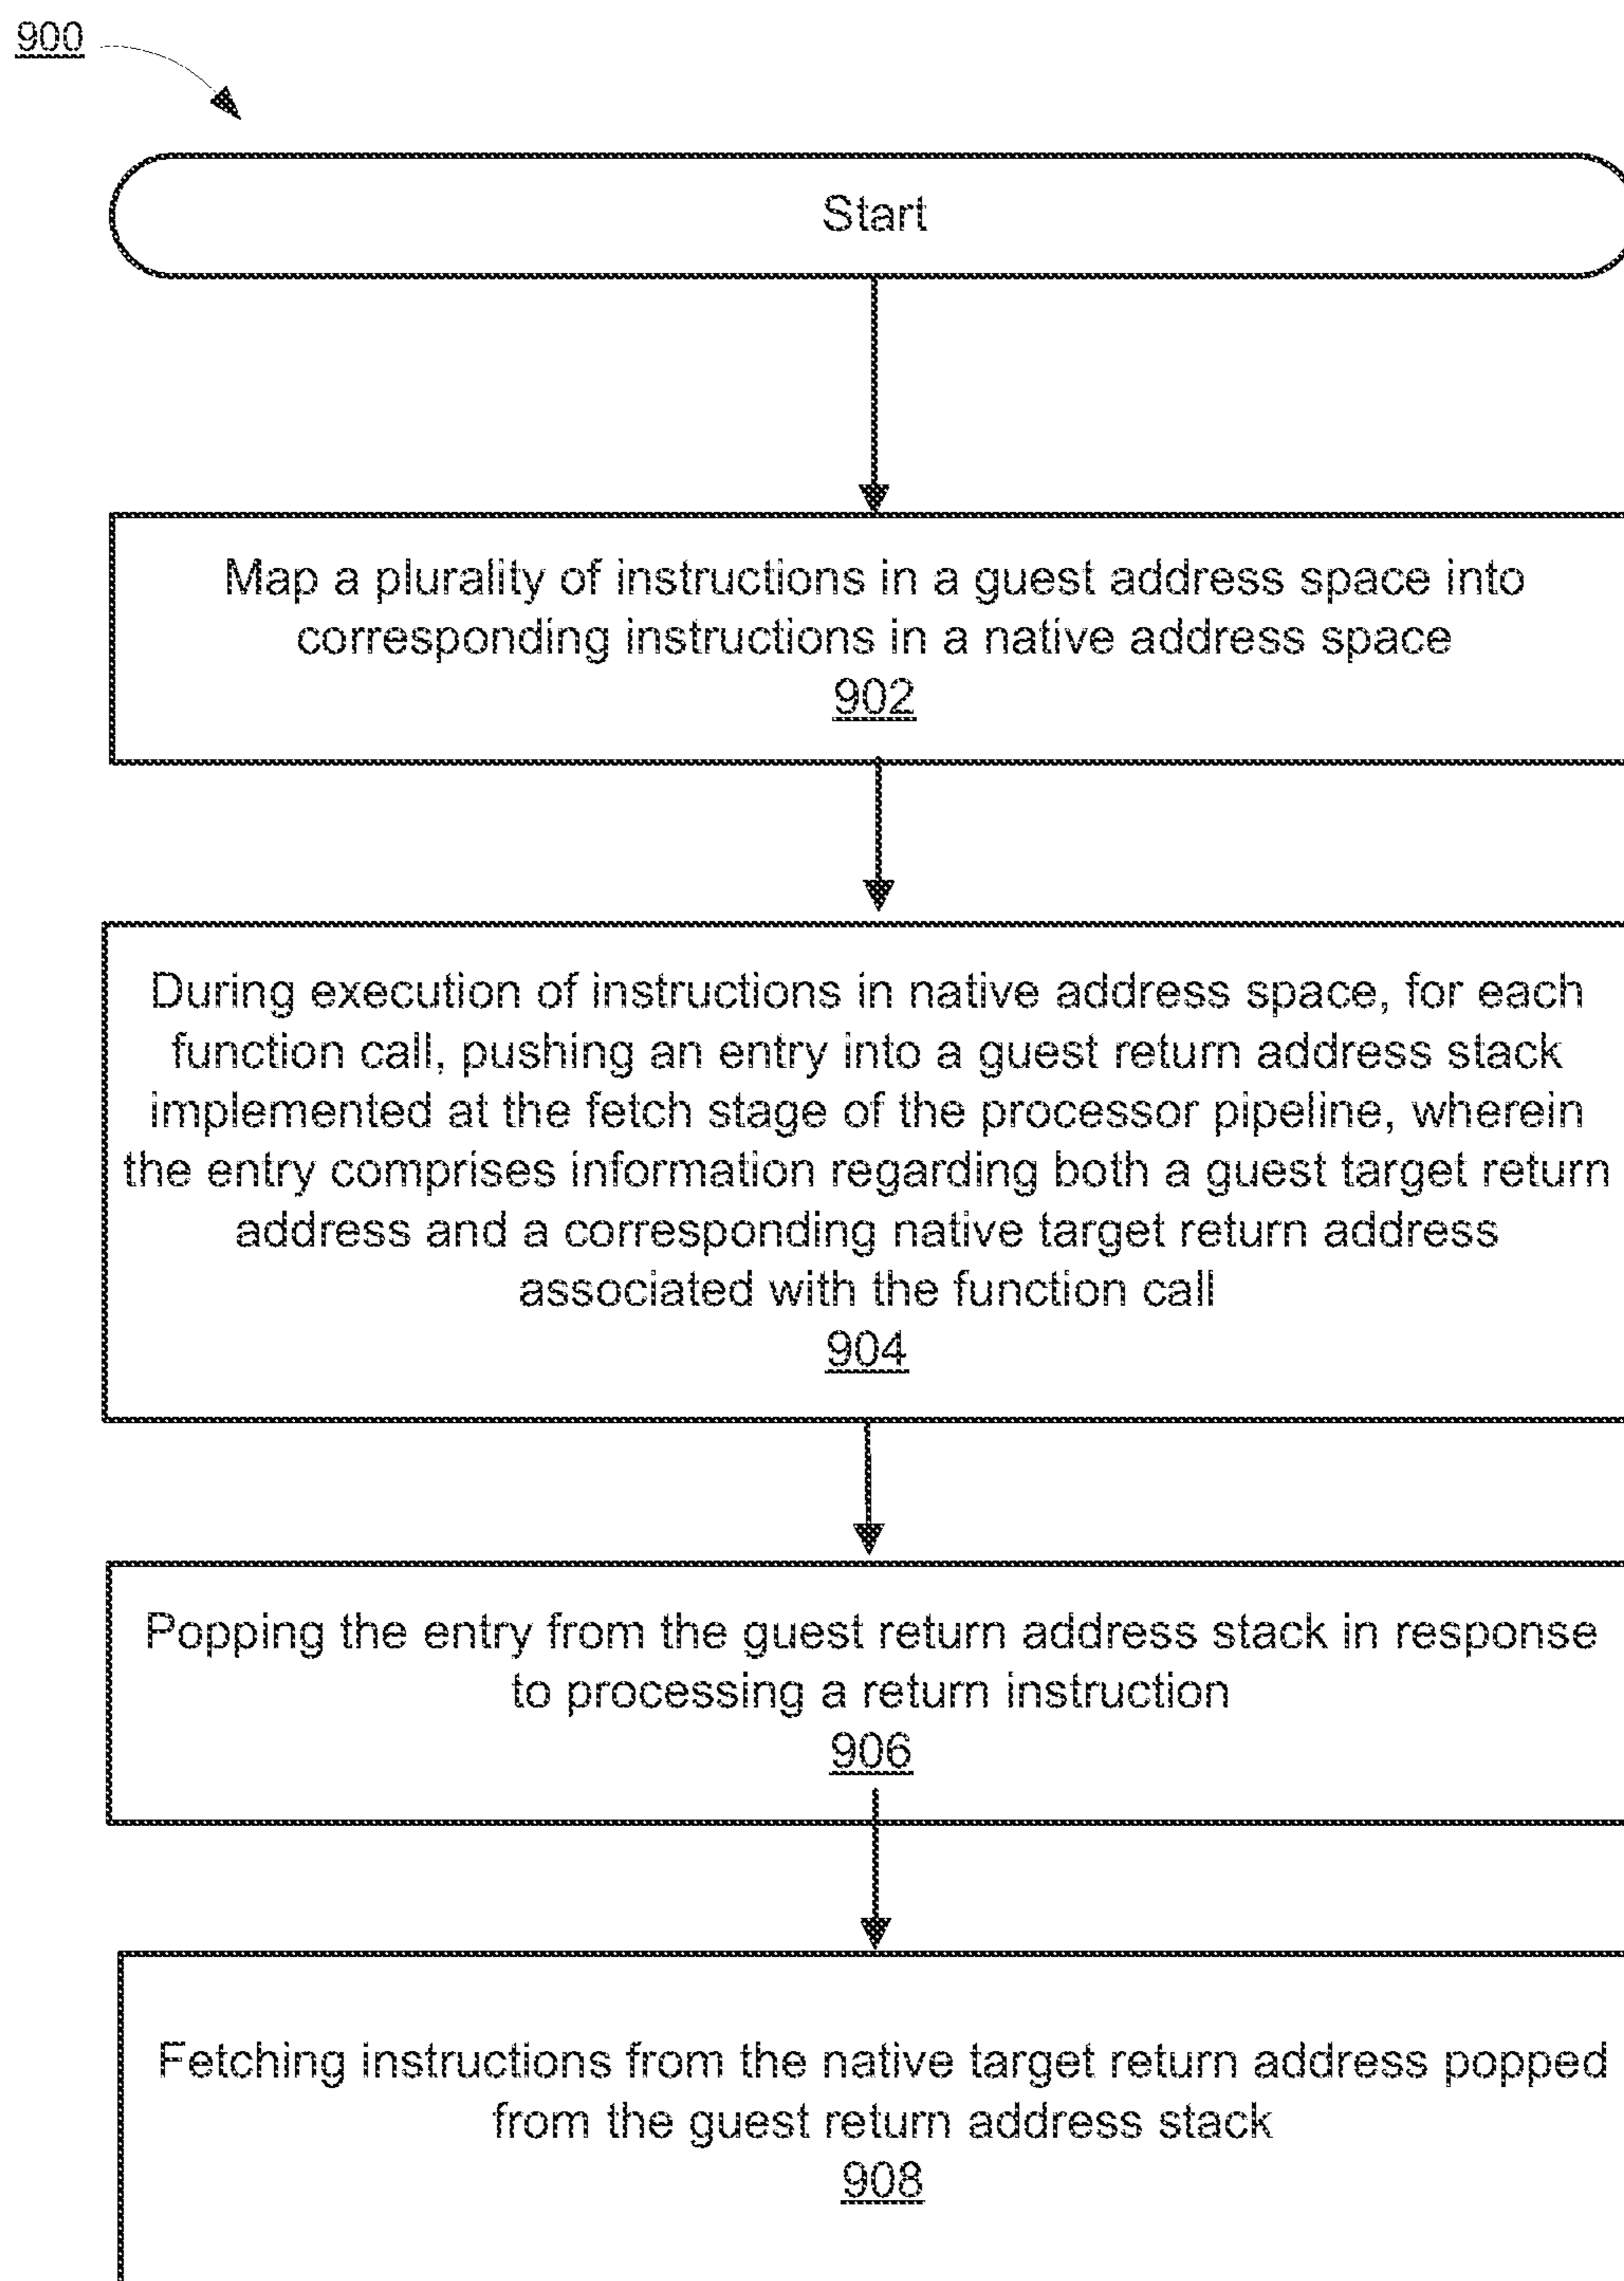 900
Start
Map a plurality of instructions in a guest address space into
corresponding instructions in a native address space
902
During execution of instructions in native address space, for each
function call, pushing an entry into a guest return address stack
implemented at the fetch stage of the processor pipeline, wherein
the entry comprises information regarding both a guest target return
address and a corresponding native target return address
associated with the function call
904
Popping the entry from the guest return address stack in response
to processing a return instruction
906
Fetching instructions from the native target return address popped
from the guest return address stack
908